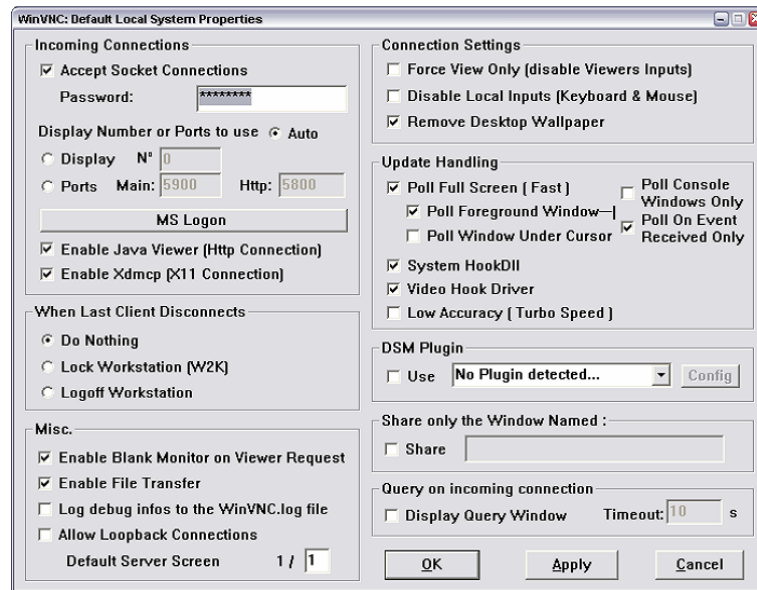 WinVNC: Default Local System Properties
Incoming Connections
Accept Socket Connections
Password: ********
Display Number or Ports to use Auto
Display N° 0
Ports Main: 5900 Http: 5800
MS Logon
Enable Java Viewer (Http Connection)
Enable Xdmcp (X11 Connection)
When Last Client Disconnects
Do Nothing
Lock Workstation (W2K)
Logoff Workstation
Misc.
Enable Blank Monitor on Viewer Request
Enable File Transfer
Log debug infos to the WinVNC.log file
Allow Loopback Connections
Default Server Screen 1 / 1
Connection Settings
Force View Only (disable Viewers Inputs)
Disable Local Inputs (Keyboard & Mouse)
Remove Desktop Wallpaper
Update Handling
Poll Full Screen ( Fast )
Poll Foreground Window--|
Poll Window Under Cursor
Poll Console
Windows Only
Poll On Event
Received Only
System HookDll
Video Hook Driver
Low Accuracy ( Turbo Speed )
DSM Plugin
Use No Plugin detected... Config
Share only the Window Named :
Share
Query on incoming connection
Display Query Window Timeout: 10 s
OK Apply Cancel